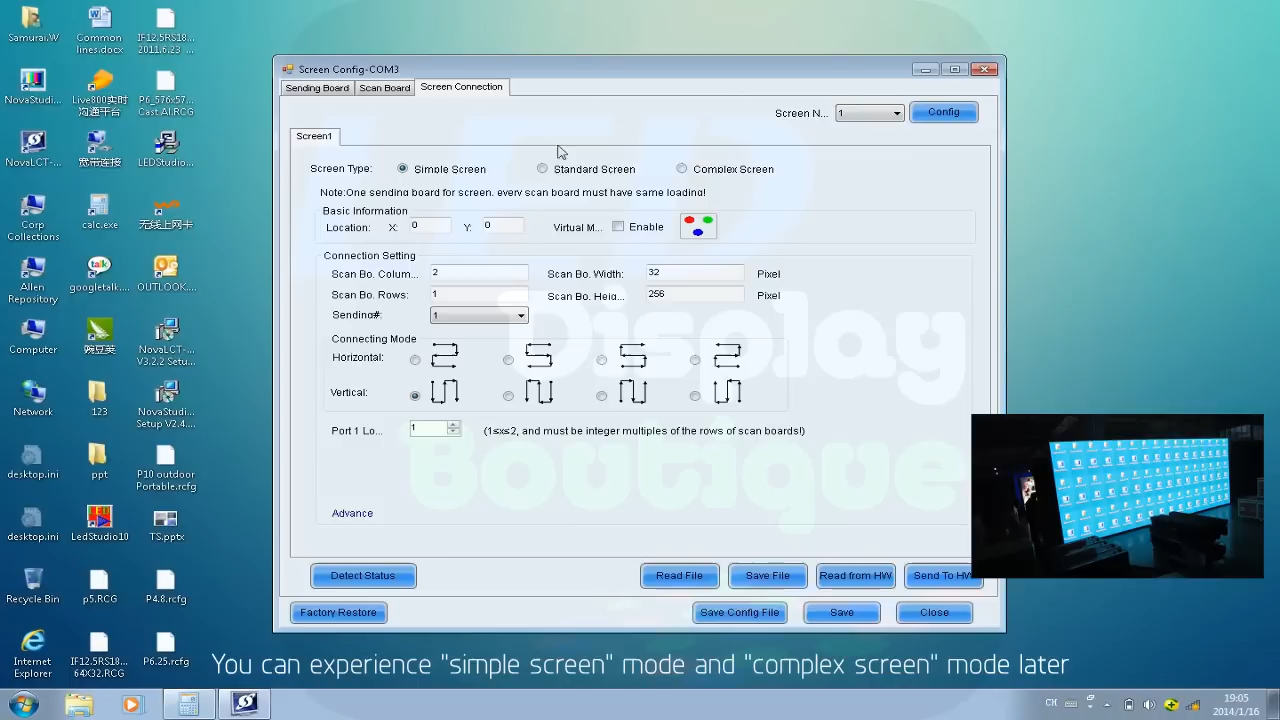 Samurai.W
Common lines.docx
IF12.5RS18... 2011.6.23 ...
NovaStudi...
Live800实时沟通平台
P6_576x57... Cast.Al.RCG
NovaLCT-...
宽带连接
LEDStudio...
Corp Collections
calc.exe
无线上网卡
Allen Repository
talk
googletalk....
OUTLOOK...
Computer
豌豆荚
NovaLCT-... V3.2.2 Setu...
Network
123
NovaStudi... Setup V2.4...
desktop.ini
ppt
P10 outdoor Portable.rcfg
desktop.ini
LedStudio10
TS.pptx
Recycle Bin
p5.RCG
P4.8.rcfg
Internet Explorer
IF12.5RS18... 64X32.RCG
P6.25.rcfg
Screen Config-COM3
Sending Board Scan Board Screen Connection
Screen N... 1 Config
Screen1
Screen Type: Simple Screen Standard Screen Complex Screen
Note:One sending board for screen, every scan board must have same loading!
Basic Information
Location: X: 0 Y: 0 Virtual M... Enable
Connection Setting
Scan Bo. Colum... 2 Scan Bo. Width: 32 Pixel
Scan Bo. Rows: 1 Scan Bo. Heig... 256 Pixel
Sending#: 1
Connecting Mode
Horizontal:
Vertical:
Port 1 Lo... 1 (1≤x≤2, and must be integer multiples of the rows of scan boards!)
Advance
LED
Display
Boutique
Detect Status Read File Save File Read from HW Send To HW
Factory Restore Save Config File Save Close
You can experience "simple screen" mode and "complex screen" mode later
CH
19:05
2014/1/16